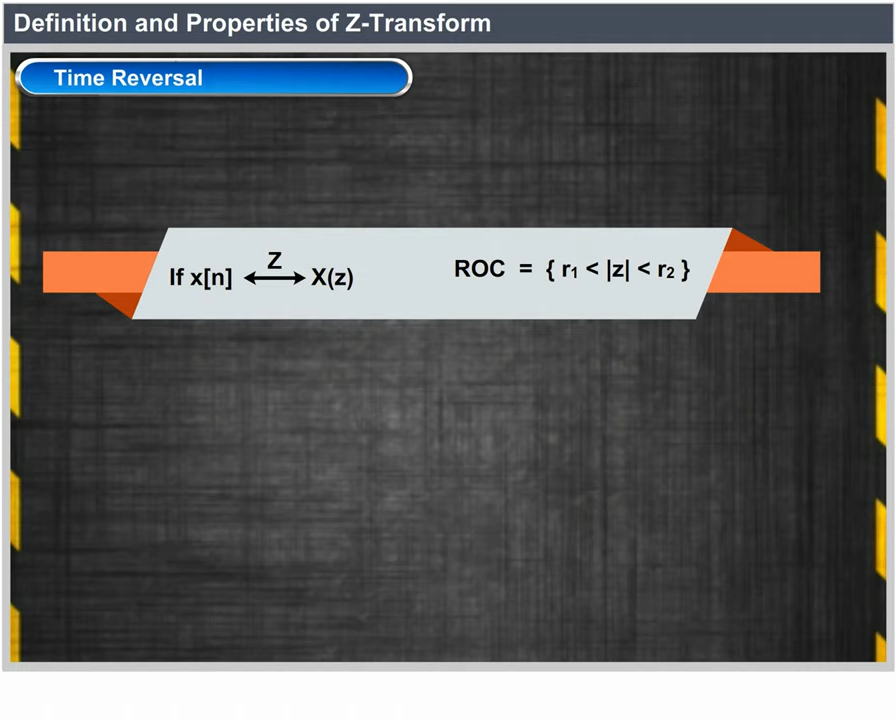 Definition and Properties of Z-Transform
Time Reversal
If x[n] <-Z-> X(z) ROC = { r₁ < |z| < r₂ }